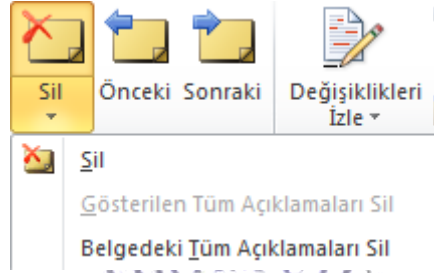 Sil Önceki Sonraki Değişiklikleri
İzle
Sil
Gösterilen Tüm Açıklamaları Sil
Belgedeki Tüm Açıklamaları Sil